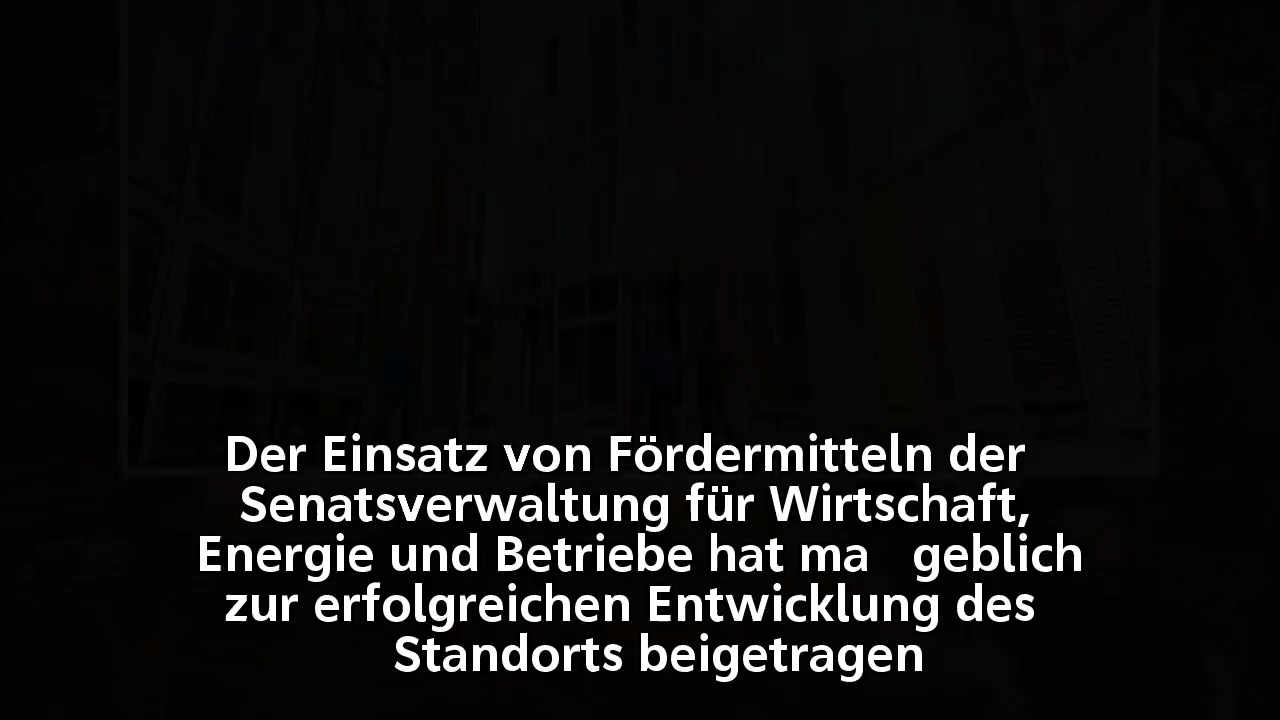 Der Einsatz von Fördermitteln der
Senatsverwaltung für Wirtschaft,
Energie und Betriebe hat ma geblich
zur erfolgreichen Entwicklung des
Standorts beigetragen